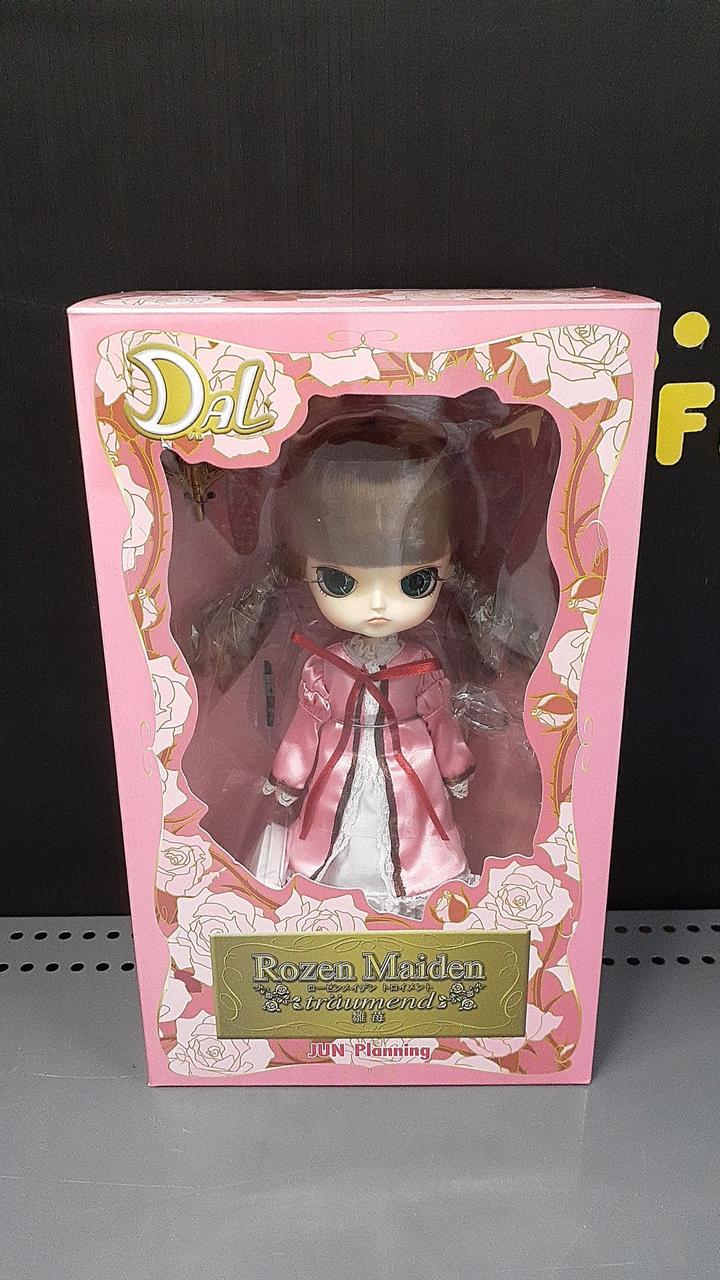 DAL
F
Rozen Maiden
ローゼンメイデン トロイメント
träumend
雛苺
JUN Planning